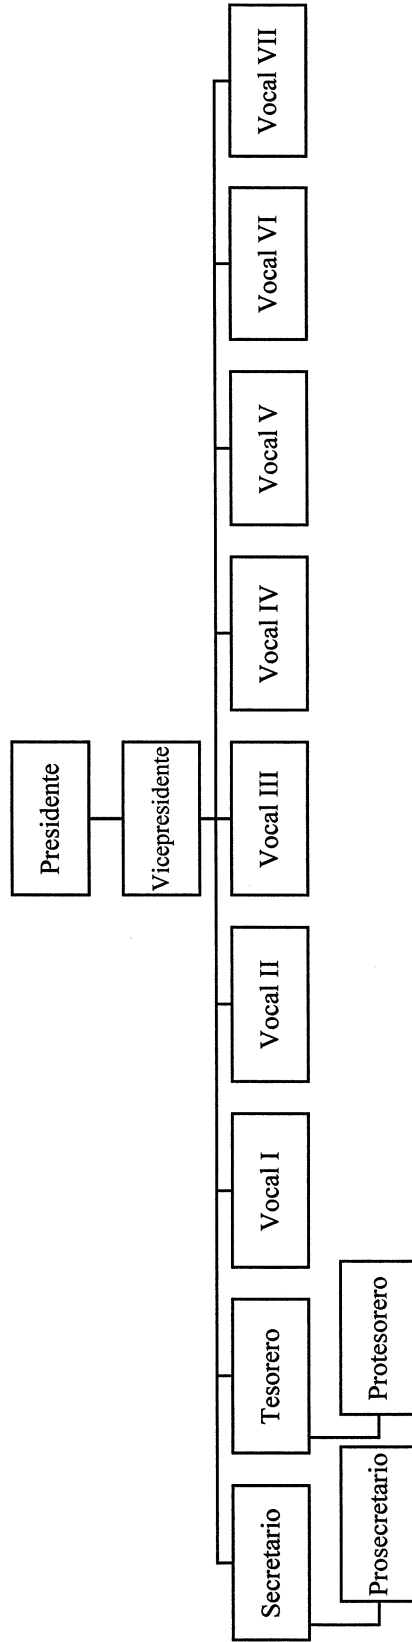 Presidente
Vicepresidente
Secretario
Tesorero
Vocal I
Vocal II
Vocal III
Vocal IV
Vocal V
Vocal VI
Vocal VII
Prosecretario
Protesorero